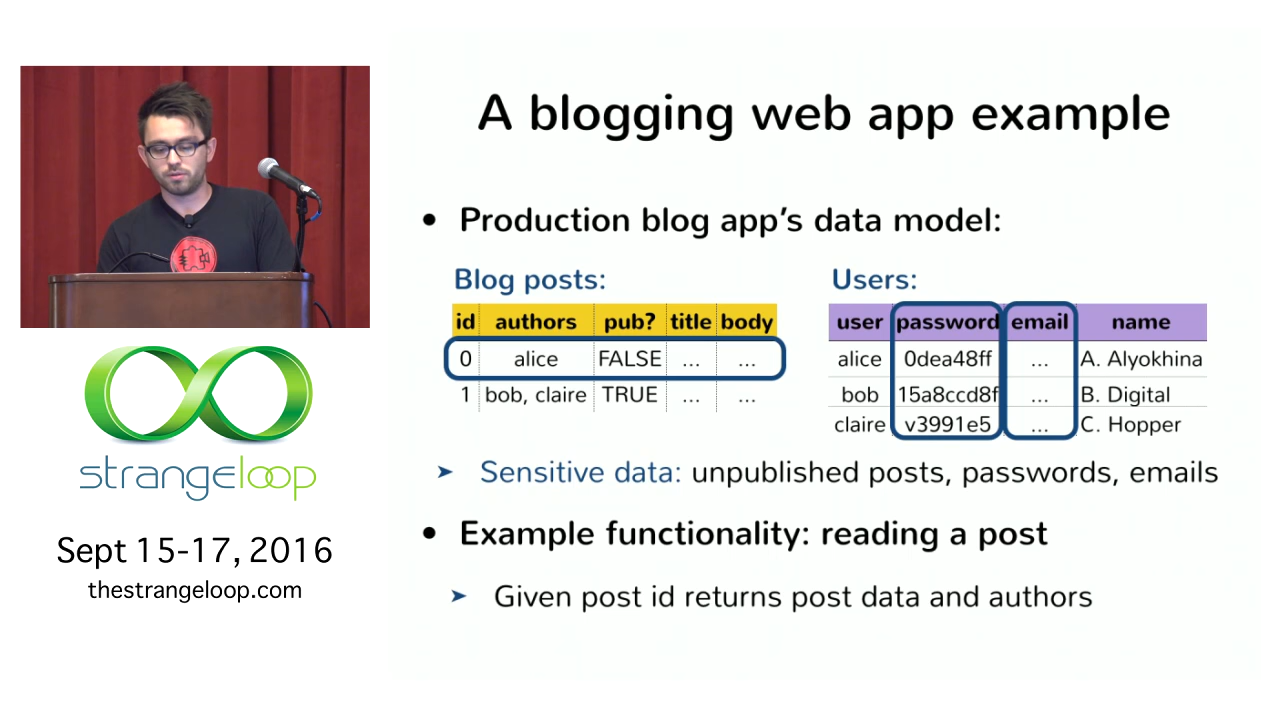 A blogging web app example
• Production blog app's data model:
Blog posts:
id authors pub? title body
0 alice FALSE ... ...
1 bob, claire TRUE ... ...
Users:
user password email name
alice 0dea48ff ... A. Alyokhina
bob 15a8ccd8f ... B. Digital
claire v3991e5 ... C. Hopper
➤ Sensitive data: unpublished posts, passwords, emails
• Example functionality: reading a post
➤ Given post id returns post data and authors
strangeloop
Sept 15-17, 2016
thestrangeloop.com